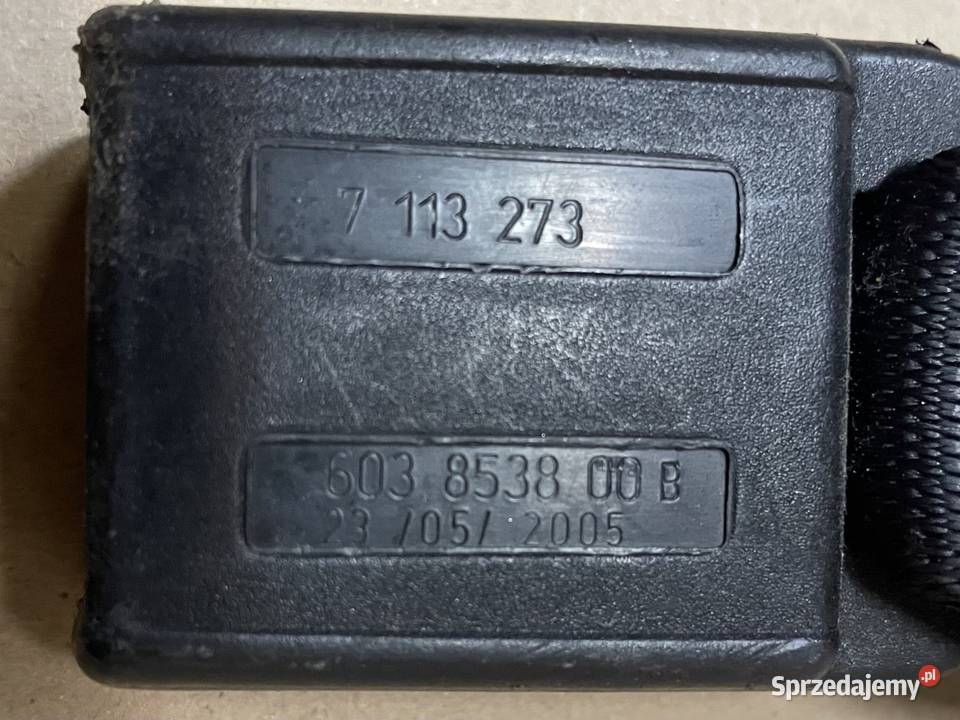 7 113 273
603 8538 00 B
23 /05/ 2005
Sprzedajemy.pl